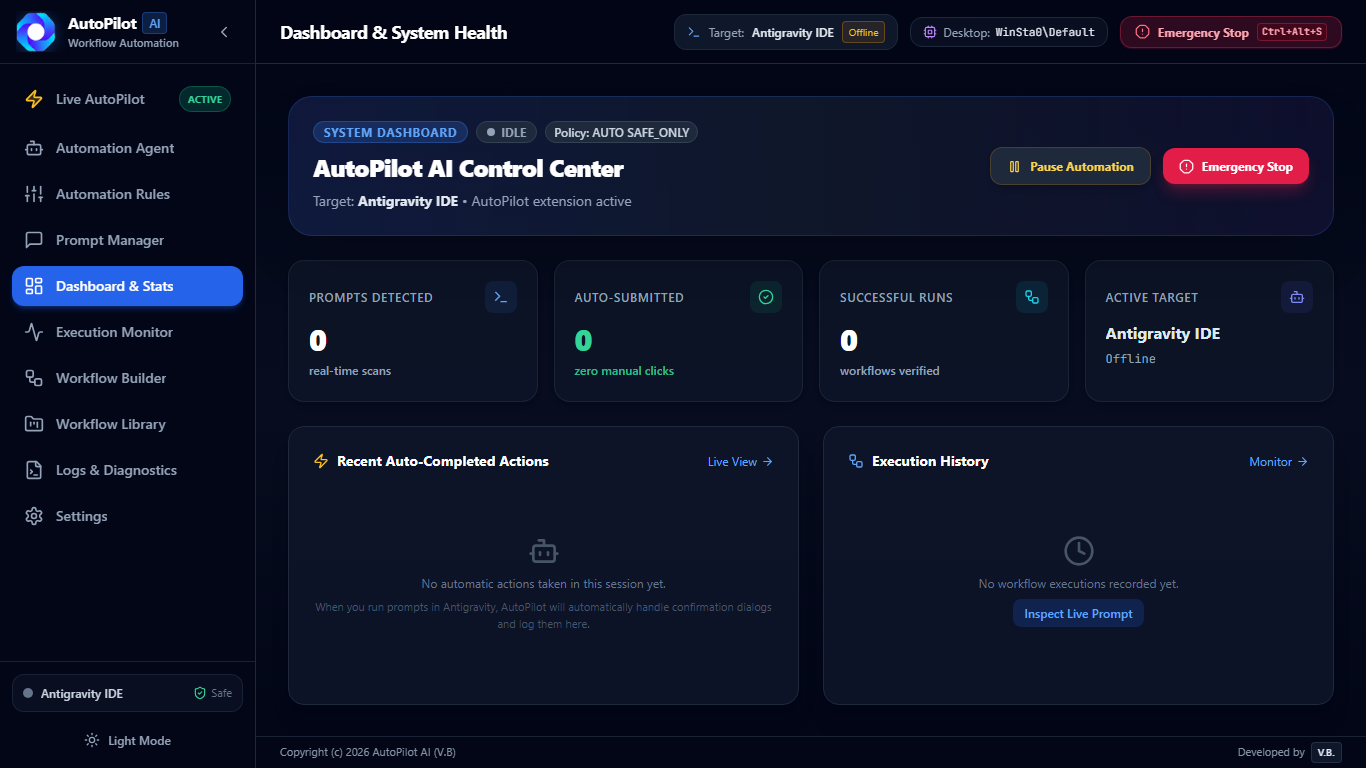 AutoPilot AI
Workflow Automation
Dashboard & System Health
Target: Antigravity IDE Offline
Desktop: WinSta0\Default
Emergency Stop Ctrl+Alt+S
Live AutoPilot ACTIVE
Automation Agent
Automation Rules
Prompt Manager
Dashboard & Stats
Execution Monitor
Workflow Builder
Workflow Library
Logs & Diagnostics
Settings
Antigravity IDE Safe
Light Mode
SYSTEM DASHBOARD IDLE Policy: AUTO SAFE_ONLY
AutoPilot AI Control Center
Target: Antigravity IDE • AutoPilot extension active
Pause Automation
Emergency Stop
PROMPTS DETECTED
0
real-time scans
AUTO-SUBMITTED
0
zero manual clicks
SUCCESSFUL RUNS
0
workflows verified
ACTIVE TARGET
Antigravity IDE
Offline
Recent Auto-Completed Actions
Live View →
No automatic actions taken in this session yet.
When you run prompts in Antigravity, AutoPilot will automatically handle confirmation dialogs
and log them here.
Execution History
Monitor →
No workflow executions recorded yet.
Inspect Live Prompt
Copyright (c) 2026 AutoPilot AI (V.B)
Developed by V.B.